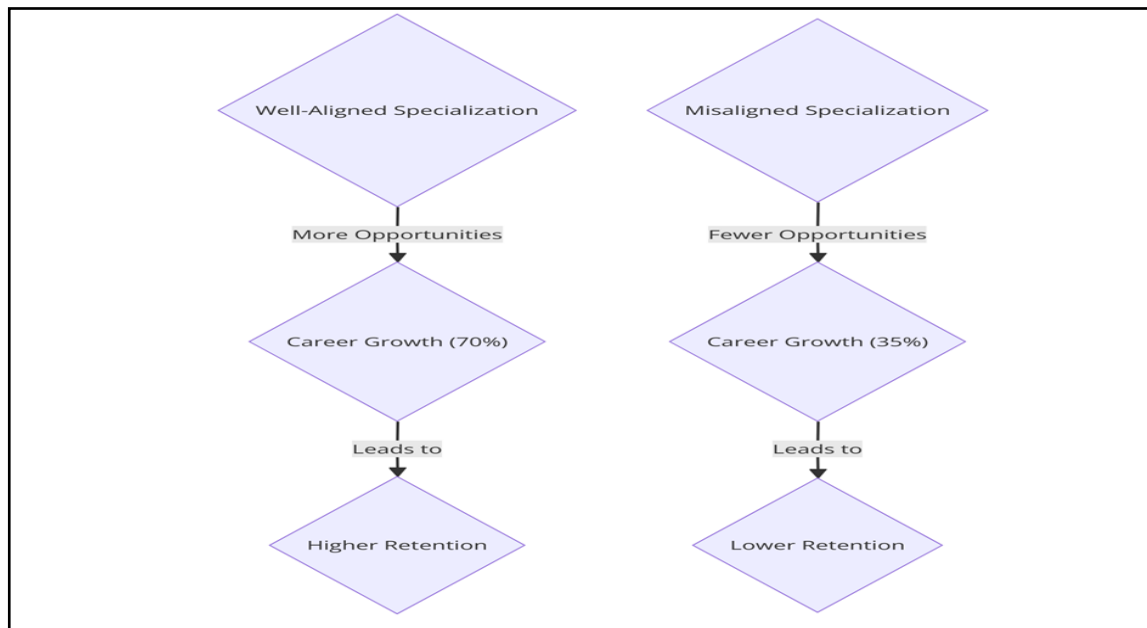 Well-Aligned Specialization
Misaligned Specialization
More Opportunities
Fewer Opportunities
Career Growth (70%)
Career Growth (35%)
Leads to
Leads to
Higher Retention
Lower Retention